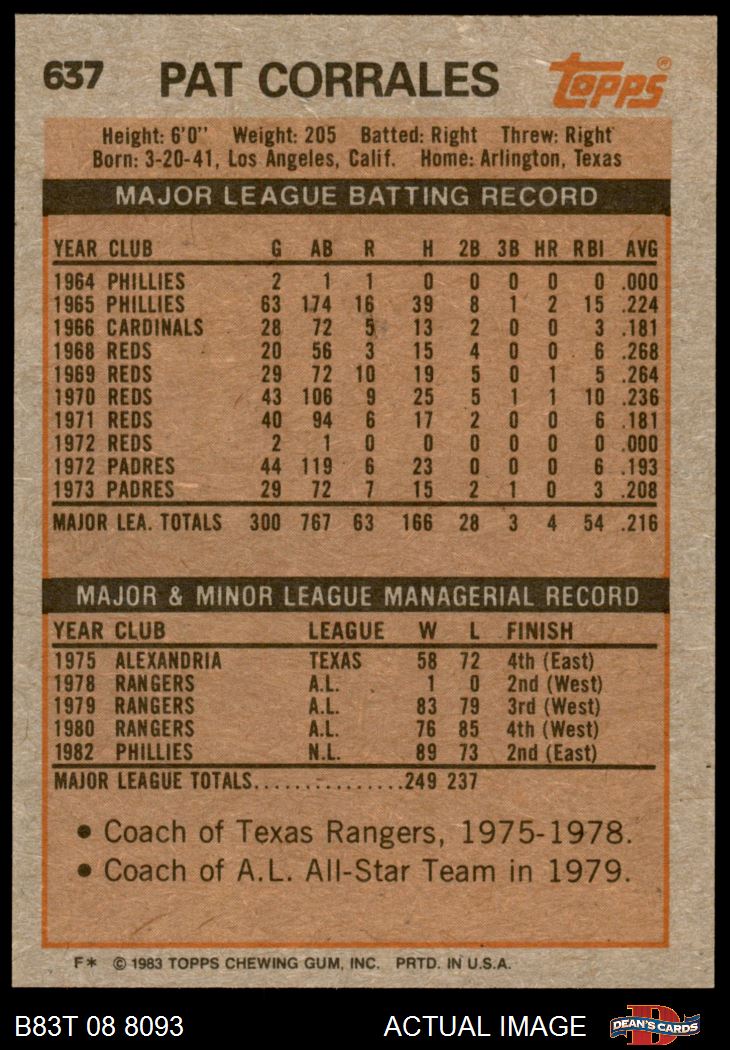 637 PAT CORRALES Topps®
Height: 6'0" Weight: 205 Batted: Right Threw: Right
Born: 3-20-41, Los Angeles, Calif. Home: Arlington, Texas
MAJOR LEAGUE BATTING RECORD
YEAR CLUB G AB R H 2B 3B HR RBI AVG
1964 PHILLIES 2 1 1 0 0 0 0 0 .000
1965 PHILLIES 63 174 16 39 8 1 2 15 .224
1966 CARDINALS 28 72 5 13 2 0 0 3 .181
1968 REDS 20 56 3 15 4 0 0 6 .268
1969 REDS 29 72 10 19 5 0 1 5 .264
1970 REDS 43 106 9 25 5 1 1 10 .236
1971 REDS 40 94 6 17 2 0 0 6 .181
1972 REDS 2 1 0 0 0 0 0 0 .000
1972 PADRES 44 119 6 23 0 0 0 6 .193
1973 PADRES 29 72 7 15 2 1 0 3 .208
MAJOR LEA. TOTALS 300 767 63 166 28 3 4 54 .216
MAJOR & MINOR LEAGUE MANAGERIAL RECORD
YEAR CLUB LEAGUE W L FINISH
1975 ALEXANDRIA TEXAS 58 72 4th (East)
1978 RANGERS A.L. 1 0 2nd (West)
1979 RANGERS A.L. 83 79 3rd (West)
1980 RANGERS A.L. 76 85 4th (West)
1982 PHILLIES N.L. 89 73 2nd (East)
MAJOR LEAGUE TOTALS...............249 237
• Coach of Texas Rangers, 1975-1978.
• Coach of A.L. All-Star Team in 1979.
F* © 1983 TOPPS CHEWING GUM, INC. PRTD. IN U.S.A.
B83T 08 8093 ACTUAL IMAGE D DEAN'S CARDS